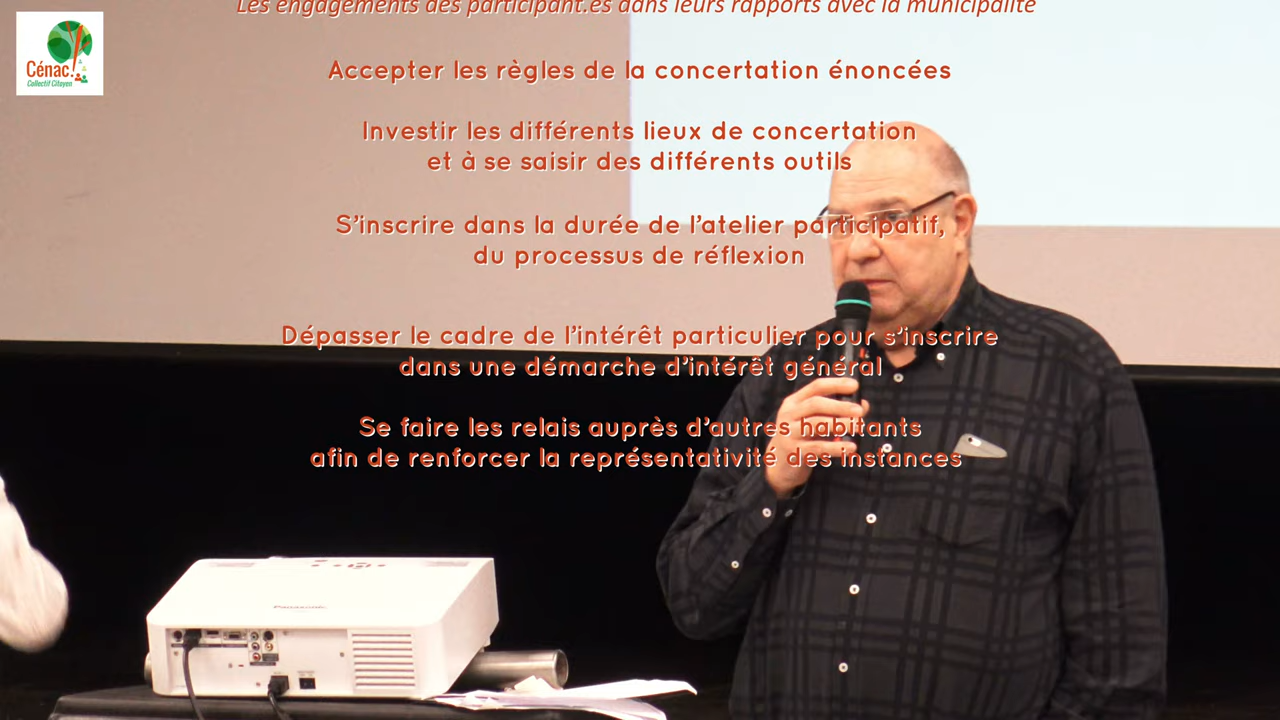 Les engagements des participant.es dans leurs rapports avec la municipalité
Cénac!
Collectif Citoyen
Accepter les règles de la concertation énoncées
Investir les différents lieux de concertation
et à se saisir des différents outils
S'inscrire dans la durée de l'atelier participatif,
du processus de réflexion
Dépasser le cadre de l'intérêt particulier pour s'inscrire
dans une démarche d'intérêt général
Se faire les relais auprès d'autres habitants
afin de renforcer la représentativité des instances
Panasonic